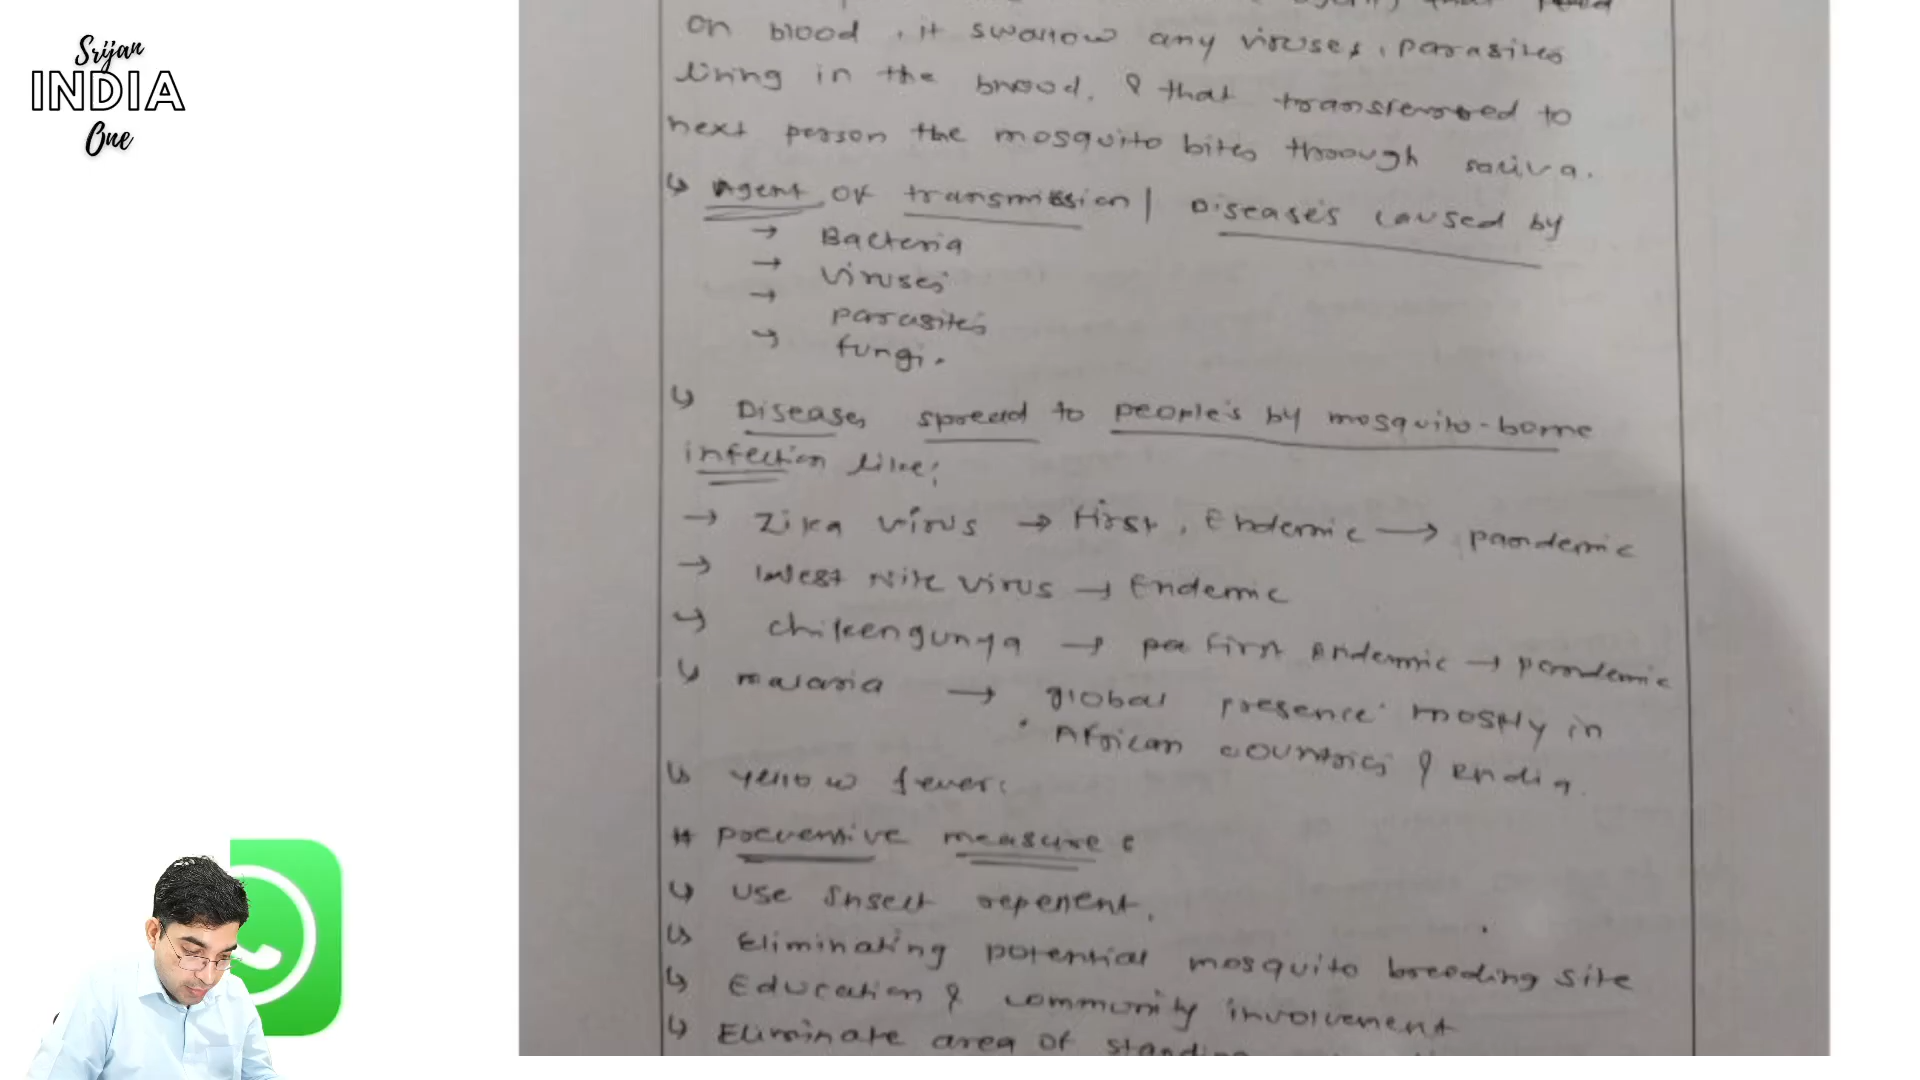 Srijan
INDIA
One
on blood, it swallow any viruses, parasites
living in the blood. & that transferred to
next person the mosquito bites through saliva.
↳ Agent of transmission | Diseases caused by
→ Bacteria
→ viruses
→ parasites
→ fungi.
↳ Diseases spread to people's by mosquito-borne
infection like;
→ Zika virus → first, Endemic → pandemic
→ West Nile virus → Endemic
→ chikengunya → pa first endemic → pandemic
↳ malaria → global presence mostly in
• African countries & India.
↳ yellow fever:
# preventive measure :
↳ use insect repellent.
↳ Eliminating potential mosquito breeding site
↳ Education & community involvement
↳ Eliminate area of